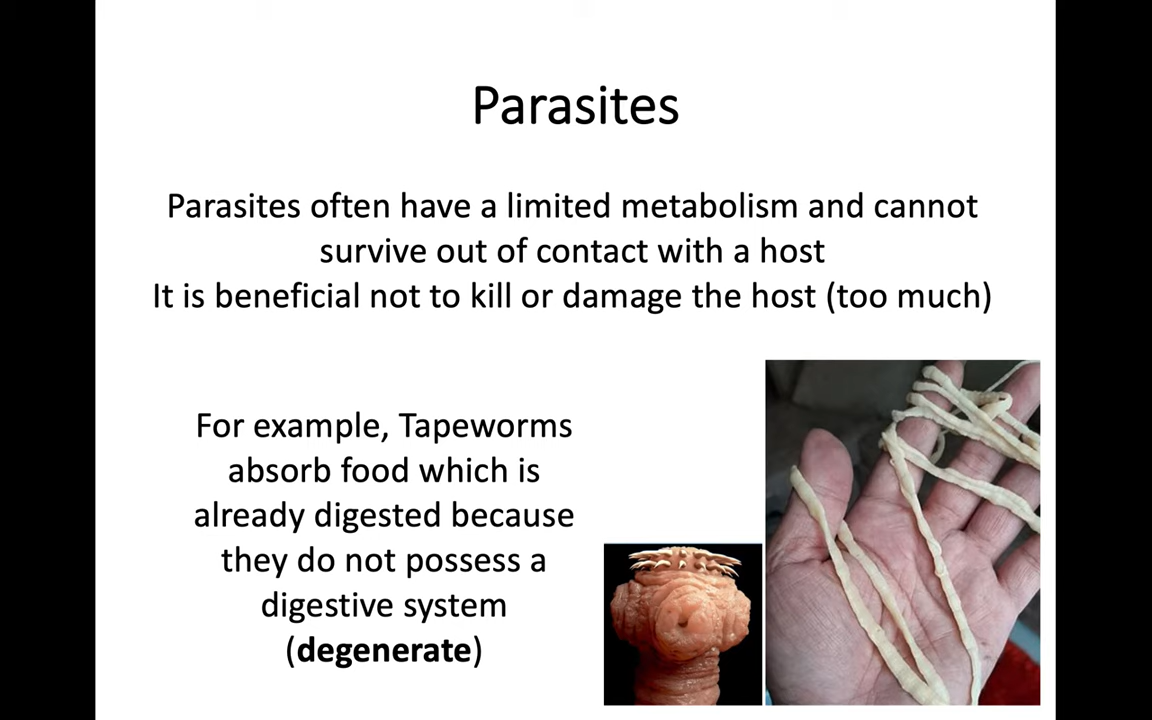 Parasites
Parasites often have a limited metabolism and cannot
survive out of contact with a host
It is beneficial not to kill or damage the host (too much)
For example, Tapeworms
absorb food which is
already digested because
they do not possess a
digestive system
(degenerate)